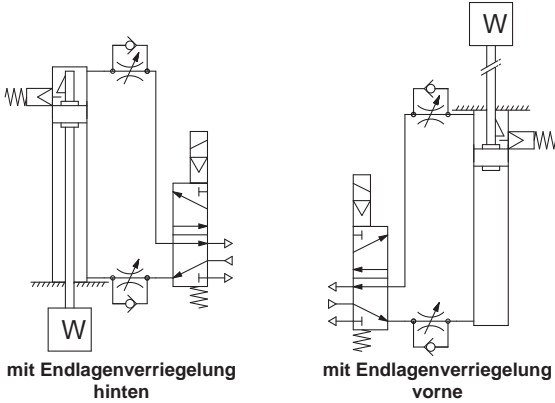 W
W
mit Endlagenverriegelung
hinten
mit Endlagenverriegelung
vorne